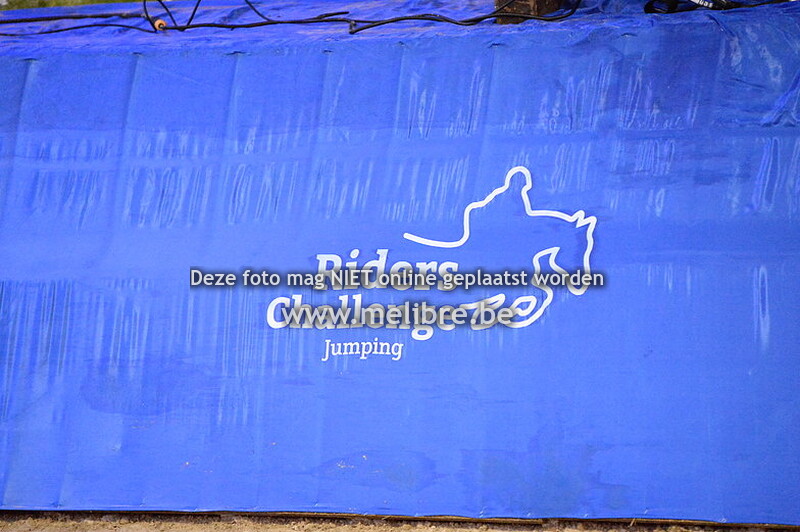 Riders
Deze foto mag NIET online geplaatst worden
Challenge
www.melibre.be
Jumping